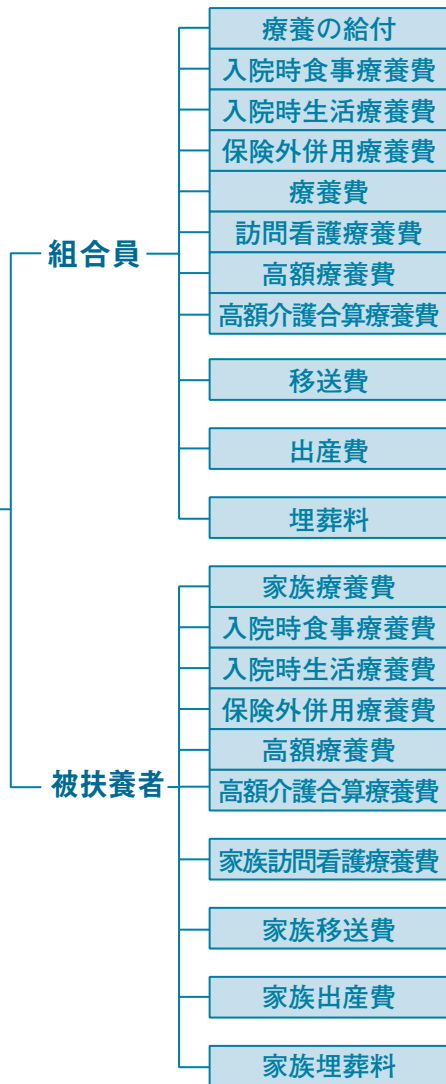 療養の給付
入院時食事療養費
入院時生活療養費
保険外併用療養費
療養費
訪問看護療養費
組合員
高額療養費
高額介護合算療養費
移送費
出産費
埋葬料
家族療養費
入院時食事療養費
入院時生活療養費
保険外併用療養費
高額療養費
被扶養者
高額介護合算療養費
家族訪問看護療養費
家族移送費
家族出産費
家族埋葬料